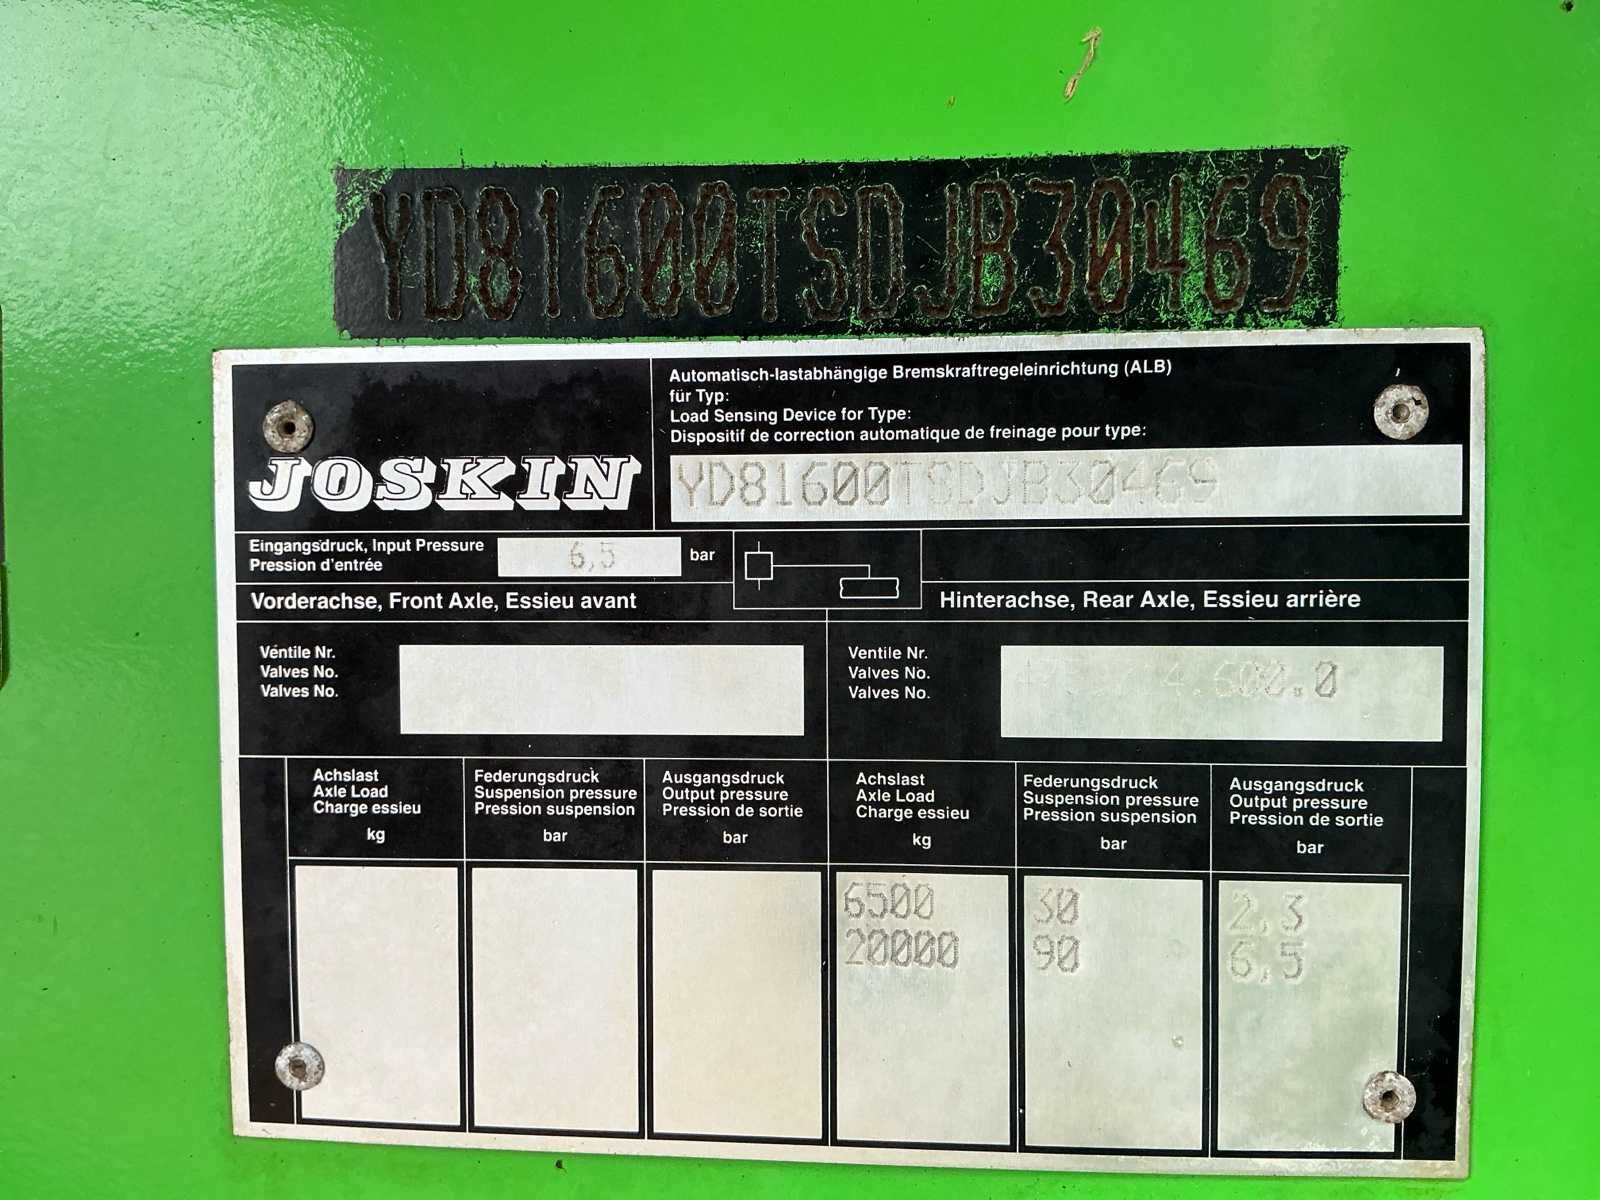 YD81600TSDJB30469
Automatisch-lastabhängige Bremskraftregeleinrichtung (ALB)
für Typ:
Load Sensing Device for Type:
Dispositif de correction automatique de freinage pour type:
JOSKIN
YD81600TSDJB30469
Eingangsdruck, Input Pressure
Pression d'entrée
6,5 bar
Vorderachse, Front Axle, Essieu avant
Hinterachse, Rear Axle, Essieu arrière
Ventile Nr.
Valves No.
Valves No.
Ventile Nr.
Valves No.
Valves No.
Achslast
Axle Load
Charge essieu
kg
Federungsdruck
Suspension pressure
Pression suspension
bar
Ausgangsdruck
Output pressure
Pression de sortie
bar
Achslast
Axle Load
Charge essieu
kg
Federungsdruck
Suspension pressure
Pression suspension
bar
Ausgangsdruck
Output pressure
Pression de sortie
bar
6500 30 2,3
20000 90 6,5